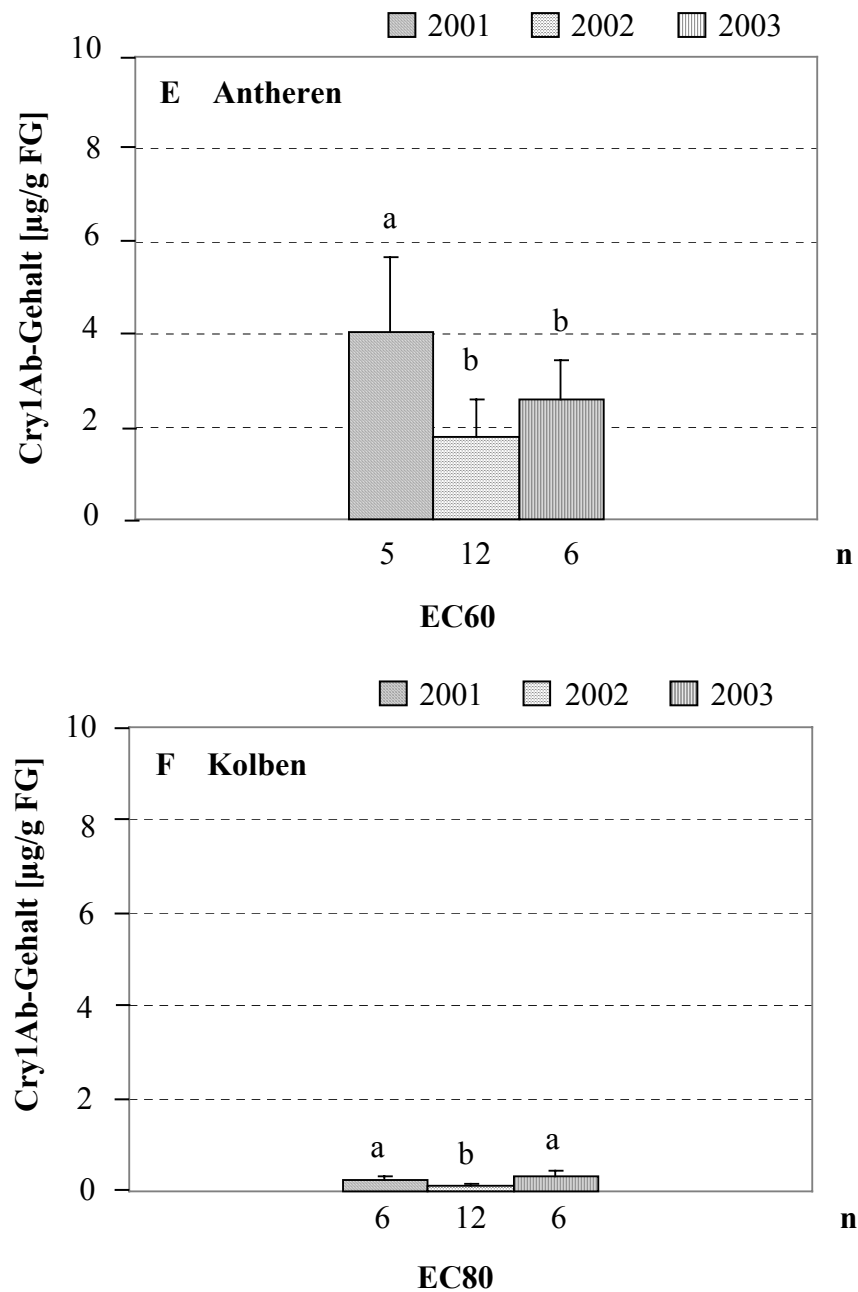 2001 2002 2003
10
E Antheren
8
6
4
2
0
Cry1Ab-Gehalt [µg/g FG]
a
b
b
5 12 6 n
EC60
2001 2002 2003
10
F Kolben
8
6
4
2
0
Cry1Ab-Gehalt [µg/g FG]
a b a
6 12 6 n
EC80